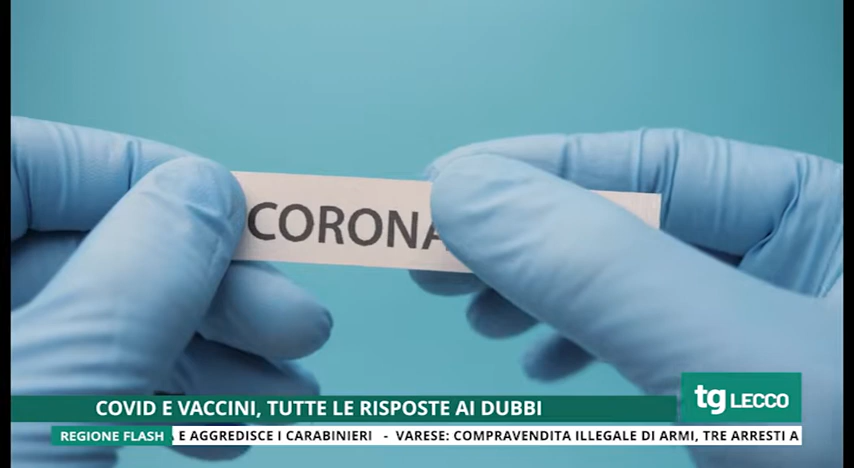 CORONA
COVID E VACCINI, TUTTE LE RISPOSTE AI DUBBI
tg LECCO
REGIONE FLASH E AGGREDISCE I CARABINIERI - VARESE: COMPRAVENDITA ILLEGALE DI ARMI, TRE ARRESTI A